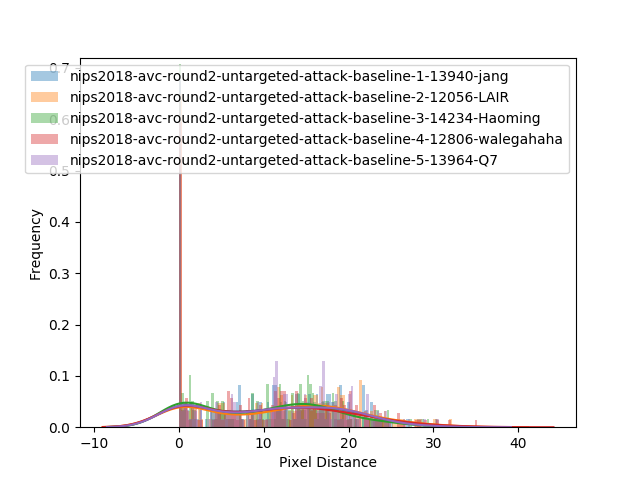 nips2018-avc-round2-untargeted-attack-baseline-1-13940-jang
nips2018-avc-round2-untargeted-attack-baseline-2-12056-LAIR
nips2018-avc-round2-untargeted-attack-baseline-3-14234-Haoming
nips2018-avc-round2-untargeted-attack-baseline-4-12806-walegahaha
nips2018-avc-round2-untargeted-attack-baseline-5-13964-Q7
Frequency
0.7
0.6
0.5
0.4
0.3
0.2
0.1
0.0
−10
0
10
20
30
40
Pixel Distance